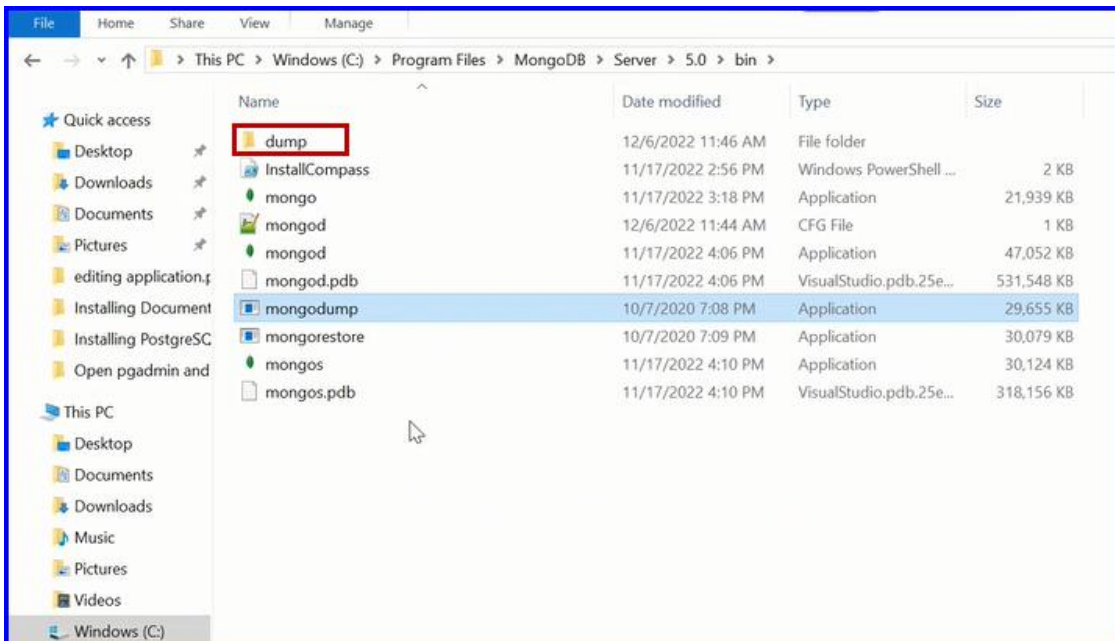 File Home Share View Manage
This PC > Windows (C:) > Program Files > MongoDB > Server > 5.0 > bin >
Name Date modified Type Size
Quick access
Desktop
Downloads
Documents
Pictures
editing application.p
Installing Document
Installing PostgreSC
Open pgadmin and
This PC
Desktop
Documents
Downloads
Music
Pictures
Videos
Windows (C:)
dump 12/6/2022 11:46 AM File folder
InstallCompass 11/17/2022 2:56 PM Windows PowerShell ... 2 KB
mongo 11/17/2022 3:18 PM Application 21,939 KB
mongod 12/6/2022 11:44 AM CFG File 1 KB
mongod 11/17/2022 4:06 PM Application 47,052 KB
mongod.pdb 11/17/2022 4:06 PM VisualStudio.pdb.25e... 531,548 KB
mongodump 10/7/2020 7:08 PM Application 29,655 KB
mongorestore 10/7/2020 7:09 PM Application 30,079 KB
mongos 11/17/2022 4:10 PM Application 30,124 KB
mongos.pdb 11/17/2022 4:10 PM VisualStudio.pdb.25e... 318,156 KB